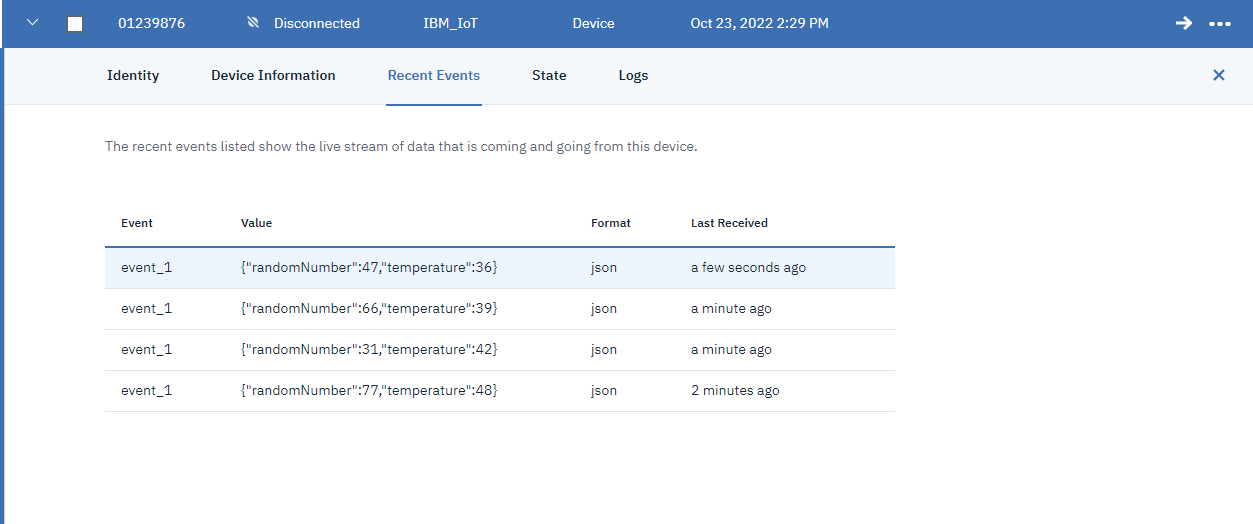 01239876 Disconnected IBM_IoT Device Oct 23, 2022 2:29 PM
Identity Device Information Recent Events State Logs
The recent events listed show the live stream of data that is coming and going from this device.
Event Value Format Last Received
event_1 {"randomNumber":47,"temperature":36} json a few seconds ago
event_1 {"randomNumber":66,"temperature":39} json a minute ago
event_1 {"randomNumber":31,"temperature":42} json a minute ago
event_1 {"randomNumber":77,"temperature":48} json 2 minutes ago